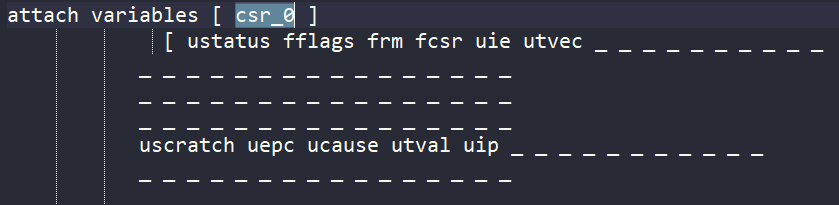 attach variables [ csr_0 ]
[ ustatus fflags frm fcsr uie utvec _ _ _ _ _ _ _ _ _ _
_ _ _ _ _ _ _ _ _ _ _ _ _ _ _ _
_ _ _ _ _ _ _ _ _ _ _ _ _ _ _ _
_ _ _ _ _ _ _ _ _ _ _ _ _ _ _ _
uscratch uepc ucause utval uip _ _ _ _ _ _ _ _ _ _ _
_ _ _ _ _ _ _ _ _ _ _ _ _ _ _ _